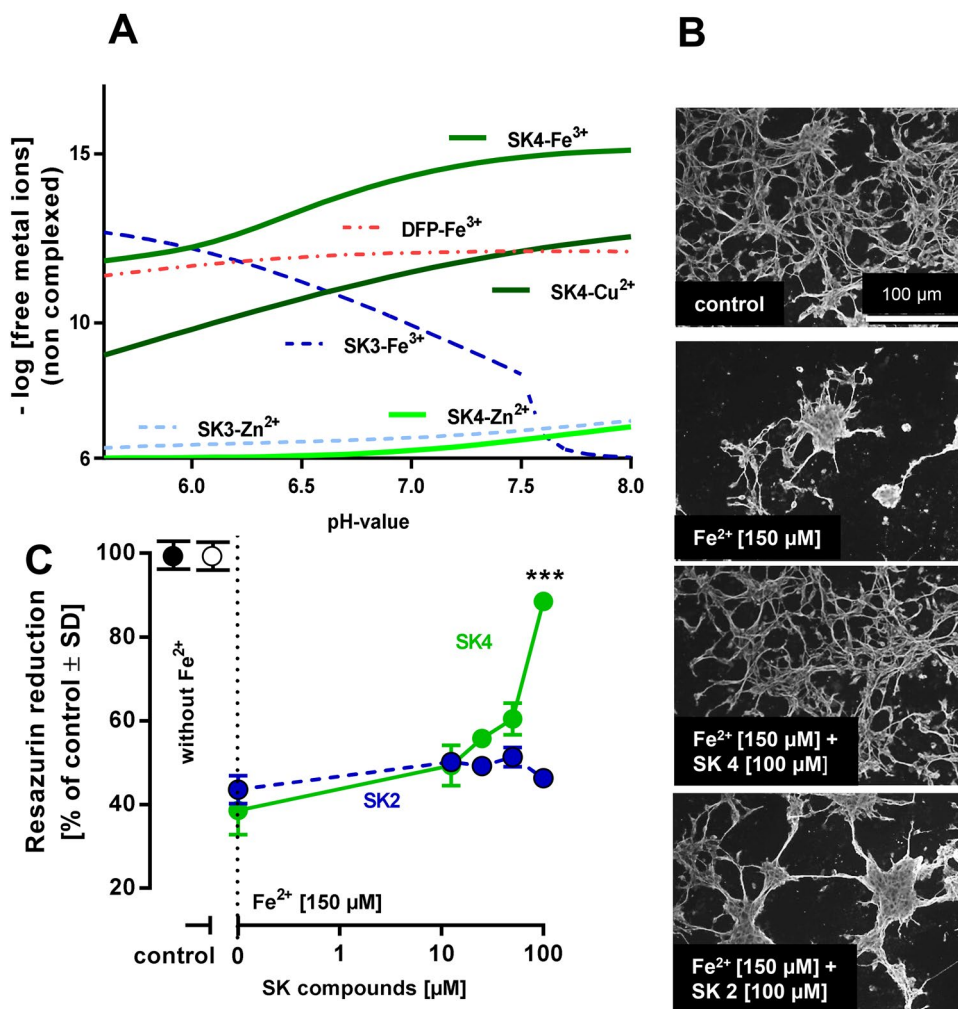 A
- log [free metal ions]
(non complexed)
15
10
6
SK4-Fe³⁺
DFP-Fe³⁺
SK4-Cu²⁺
SK3-Fe³⁺
SK4-Zn²⁺
SK3-Zn²⁺
6.0 6.5 7.0 7.5 8.0
pH-value
B
control
100 µm
Fe²⁺ [150 µM]
Fe²⁺ [150 µM] +
SK 4 [100 µM]
Fe²⁺ [150 µM] +
SK 2 [100 µM]
C
Resazurin reduction
[% of control ± SD]
100
80
60
40
20
without Fe²⁺
***
SK4
SK2
Fe²⁺ [150 µM]
control 0 1 10 100
SK compounds [µM]